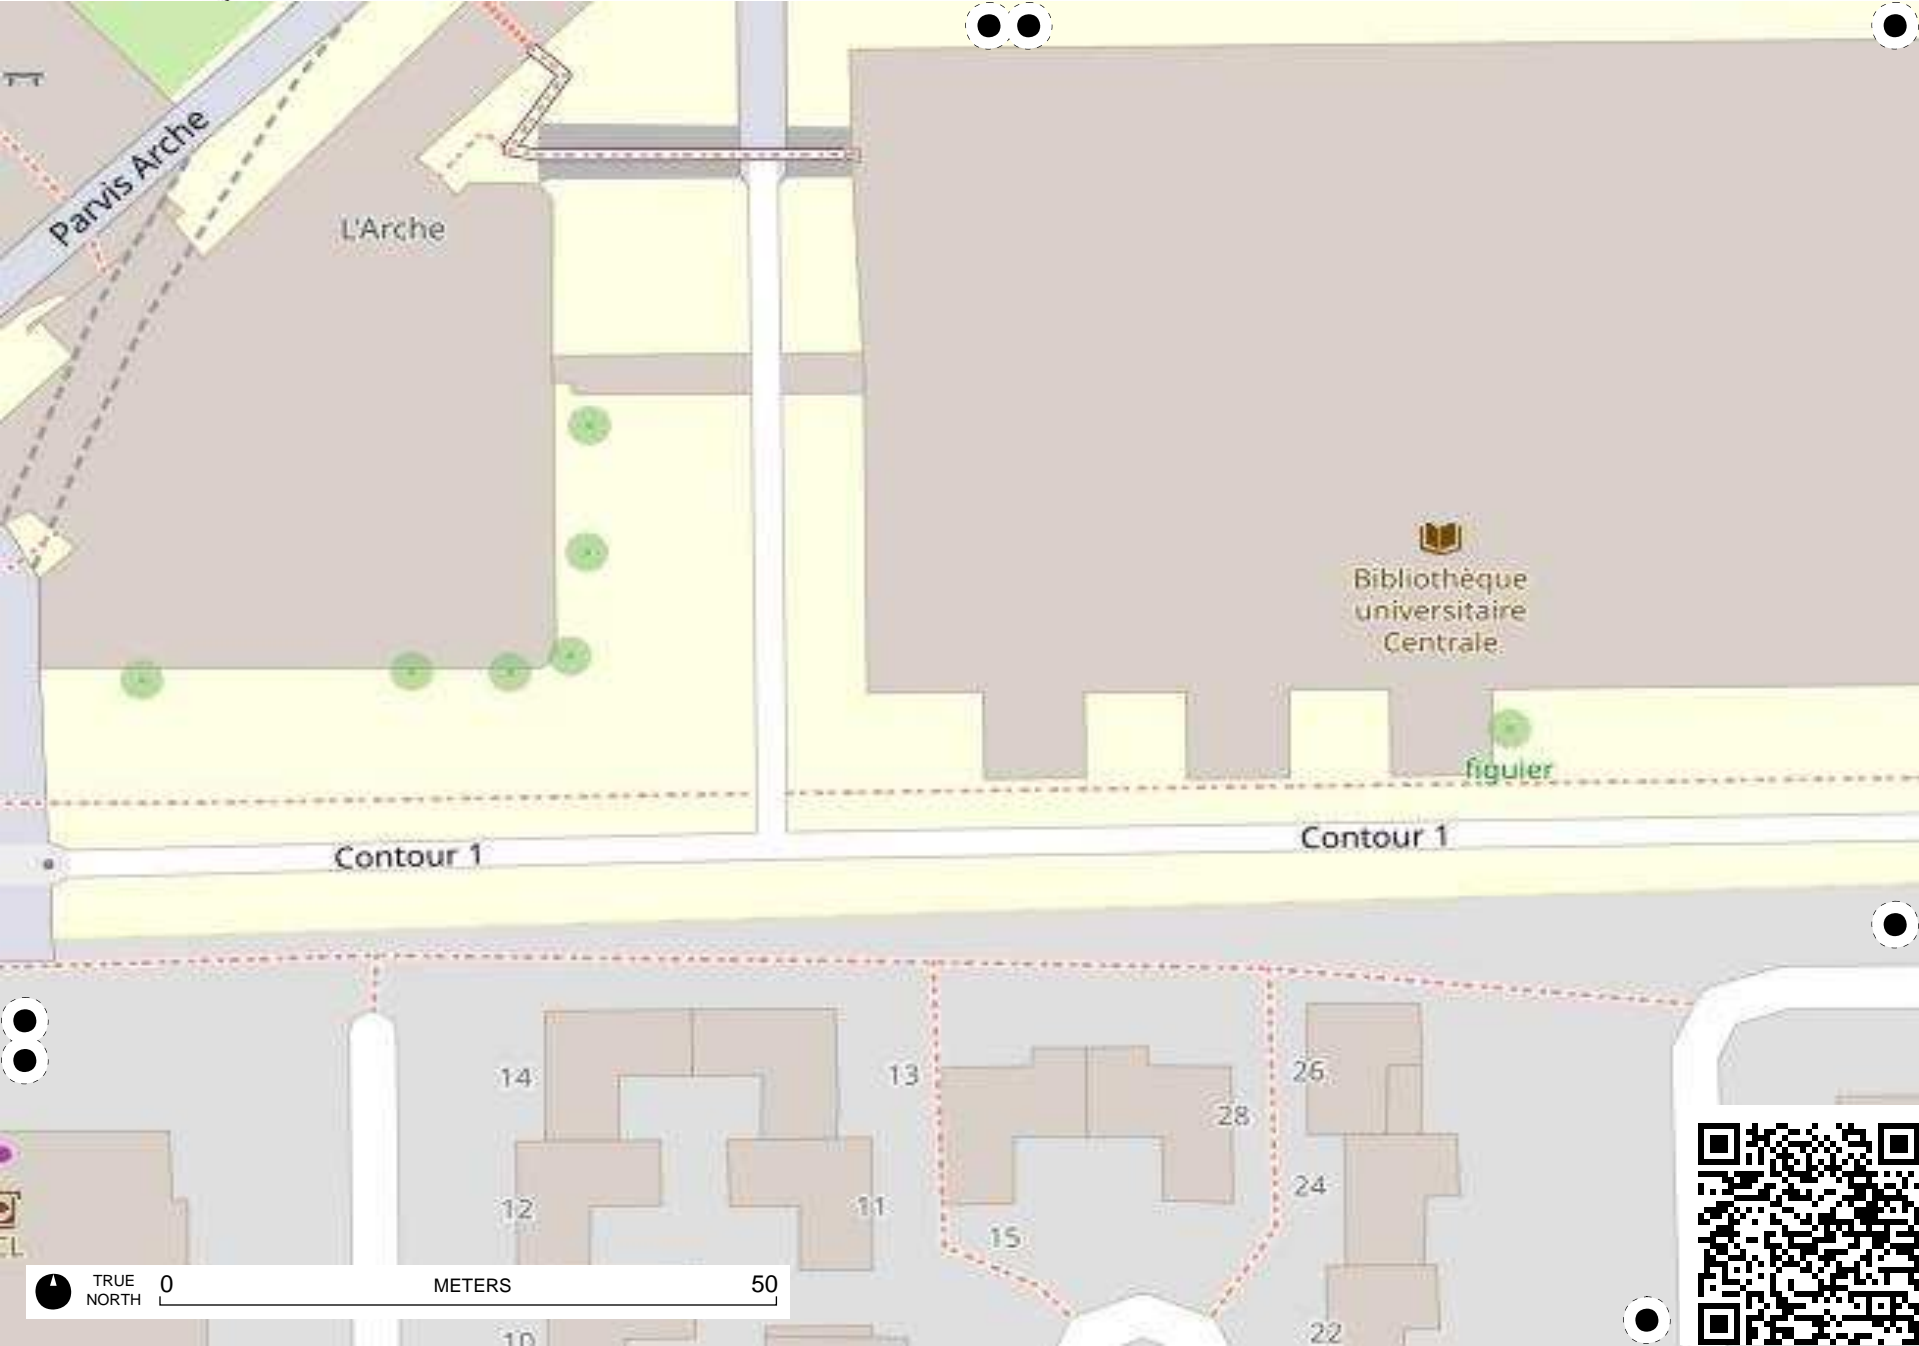 Parvis Arche
L'Arche
Bibliothèque
universitaire
Centrale
figuier
Contour 1
Contour 1
14
13
26
28
12
11
24
15
10
22
CL
TRUE
NORTH
0
METERS
50